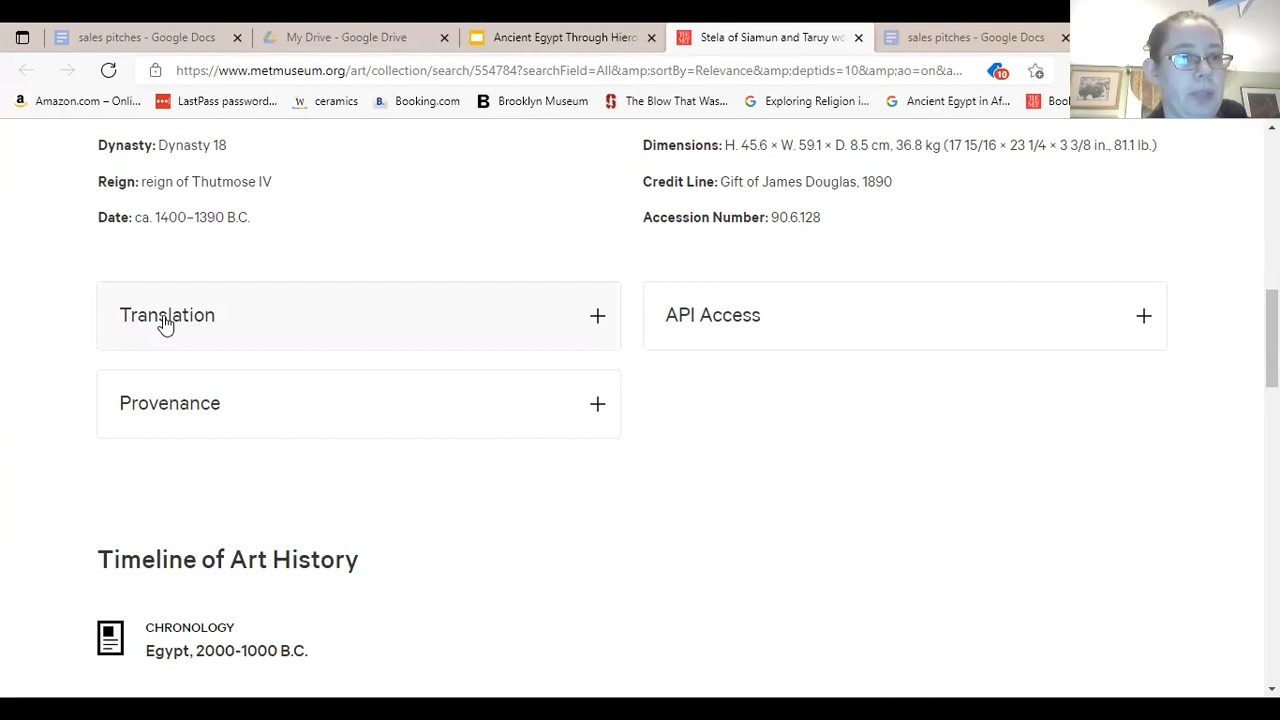 sales pitches - Google Docs
My Drive - Google Drive
Ancient Egypt Through Hiero
Stela of Siamun and Taruy wo
sales pitches - Google Docs
https://www.metmuseum.org/art/collection/search/554784?searchField=All&amp;sortBy=Relevance&amp;deptids=10&amp;ao=on&a...
10
Amazon.com – Onli...
LastPass password...
ceramics
Booking.com
Brooklyn Museum
The Blow That Was...
Exploring Religion i...
Ancient Egypt in Af...
Boo
Dynasty: Dynasty 18
Dimensions: H. 45.6 × W. 59.1 × D. 8.5 cm, 36.8 kg (17 15/16 × 23 1/4 × 3 3/8 in., 81.1 lb.)
Reign: reign of Thutmose IV
Credit Line: Gift of James Douglas, 1890
Date: ca. 1400–1390 B.C.
Accession Number: 90.6.128
Translation
API Access
Provenance
Timeline of Art History
CHRONOLOGY
Egypt, 2000-1000 B.C.